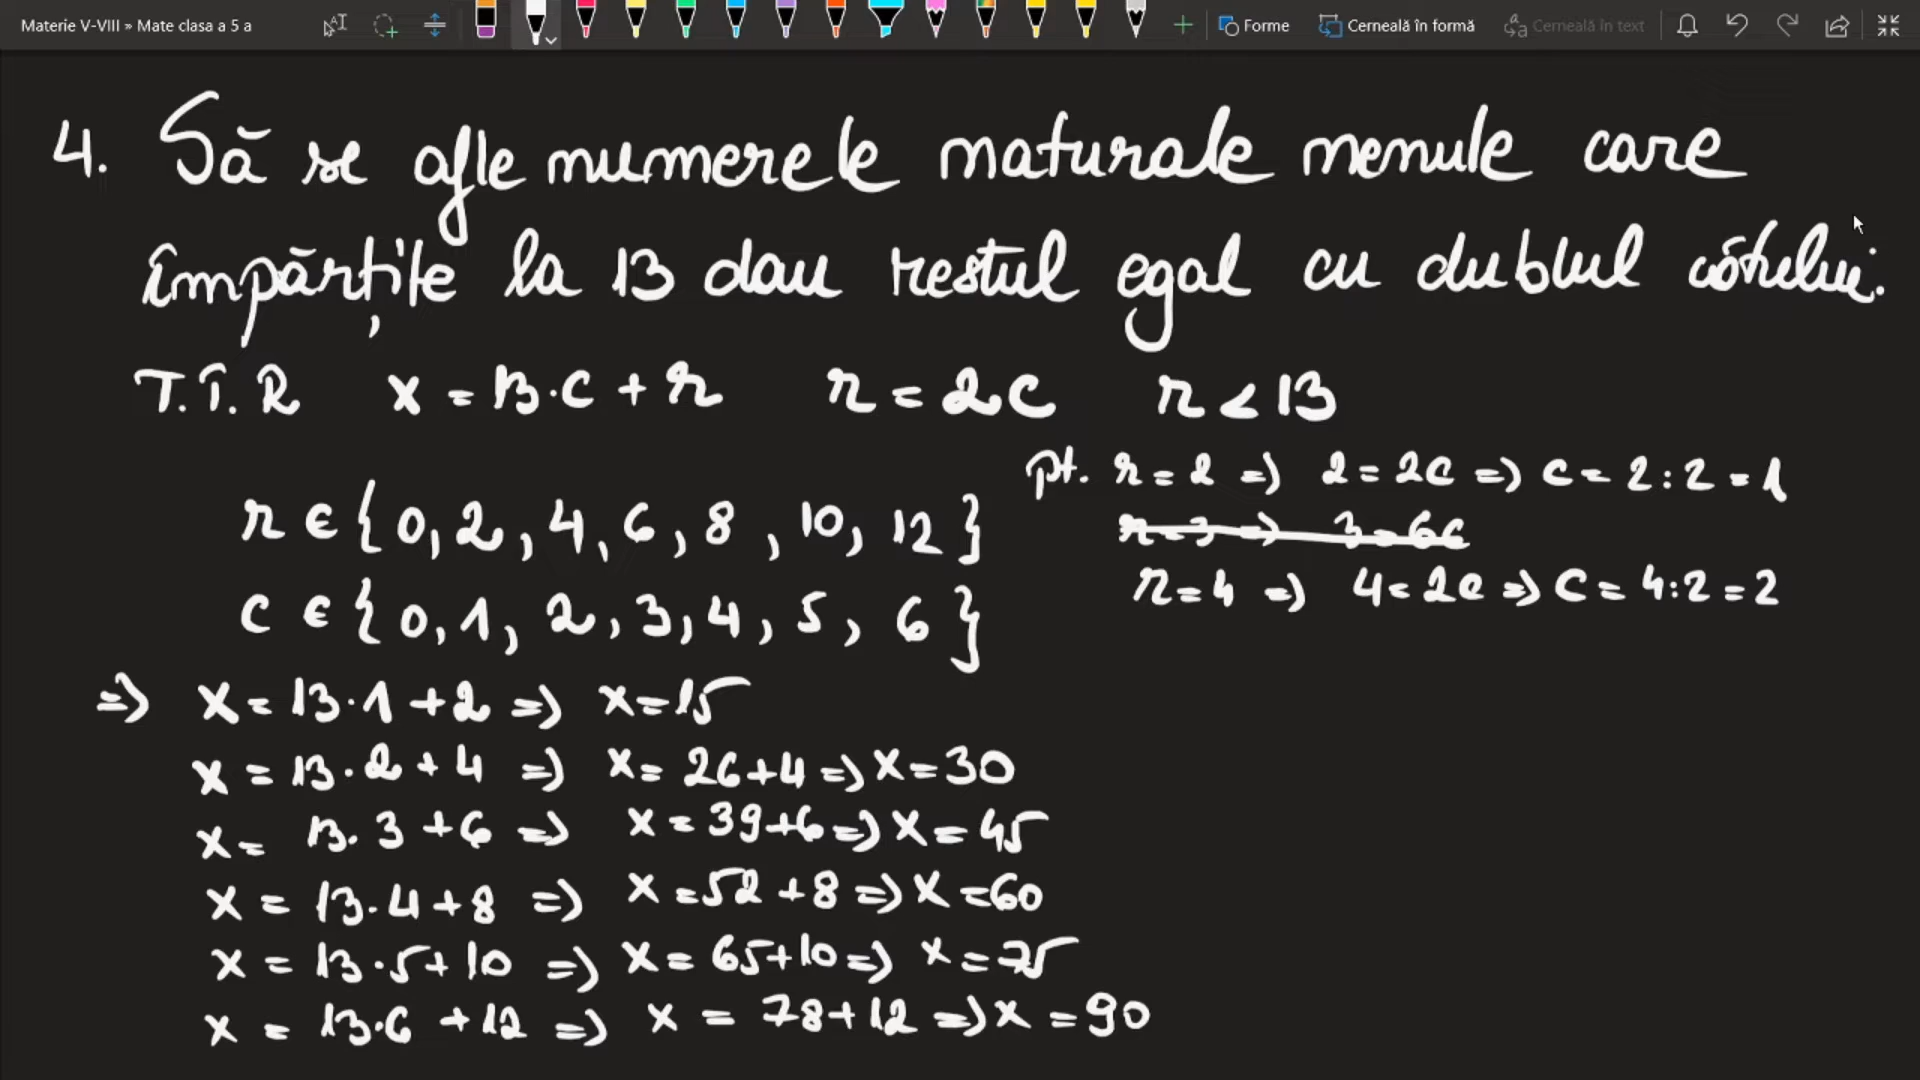 Materie V-VIII » Mate clasa a 5 a
Forme
Cerneală în formă
Cerneală în text
4. Să se afle numerele naturale nenule care
împărțite la 13 dau restul egal cu dublul câtului.
T.Î.R x = 13·c + r r = 2c r < 13
pt. r = 2 => 2 = 2c => c = 2:2 = 1
r ∈ {0, 2, 4, 6, 8, 10, 12}
r = 3 => 3 = 6c
c ∈ {0, 1, 2, 3, 4, 5, 6}
r = 4 => 4 = 2c => c = 4:2 = 2
=> x = 13·1 + 2 => x = 15
x = 13·2 + 4 => x = 26+4 => x = 30
x = 13·3 + 6 => x = 39+6 => x = 45
x = 13·4 + 8 => x = 52+8 => x = 60
x = 13·5 + 10 => x = 65+10 => x = 75
x = 13·6 + 12 => x = 78+12 => x = 90